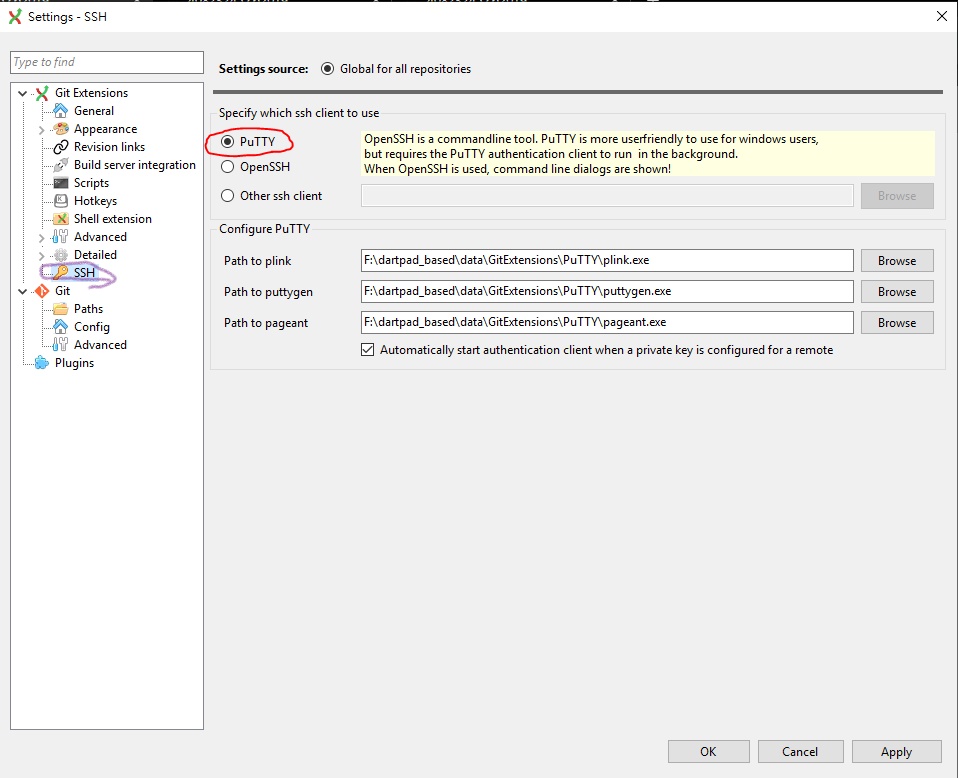 Settings - SSH
Type to find
Git Extensions
General
Appearance
Revision links
Build server integration
Scripts
Hotkeys
Shell extension
Advanced
Detailed
SSH
Git
Paths
Config
Advanced
Plugins
Settings source: Global for all repositories
Specify which ssh client to use
PuTTY
OpenSSH
Other ssh client
OpenSSH is a commandline tool. PuTTY is more userfriendly to use for windows users,
but requires the PuTTY authentication client to run in the background.
When OpenSSH is used, command line dialogs are shown!
Browse
Configure PuTTY
Path to plink F:\dartpad_based\data\GitExtensions\PuTTY\plink.exe Browse
Path to puttygen F:\dartpad_based\data\GitExtensions\PuTTY\puttygen.exe Browse
Path to pageant F:\dartpad_based\data\GitExtensions\PuTTY\pageant.exe Browse
Automatically start authentication client when a private key is configured for a remote
OK Cancel Apply